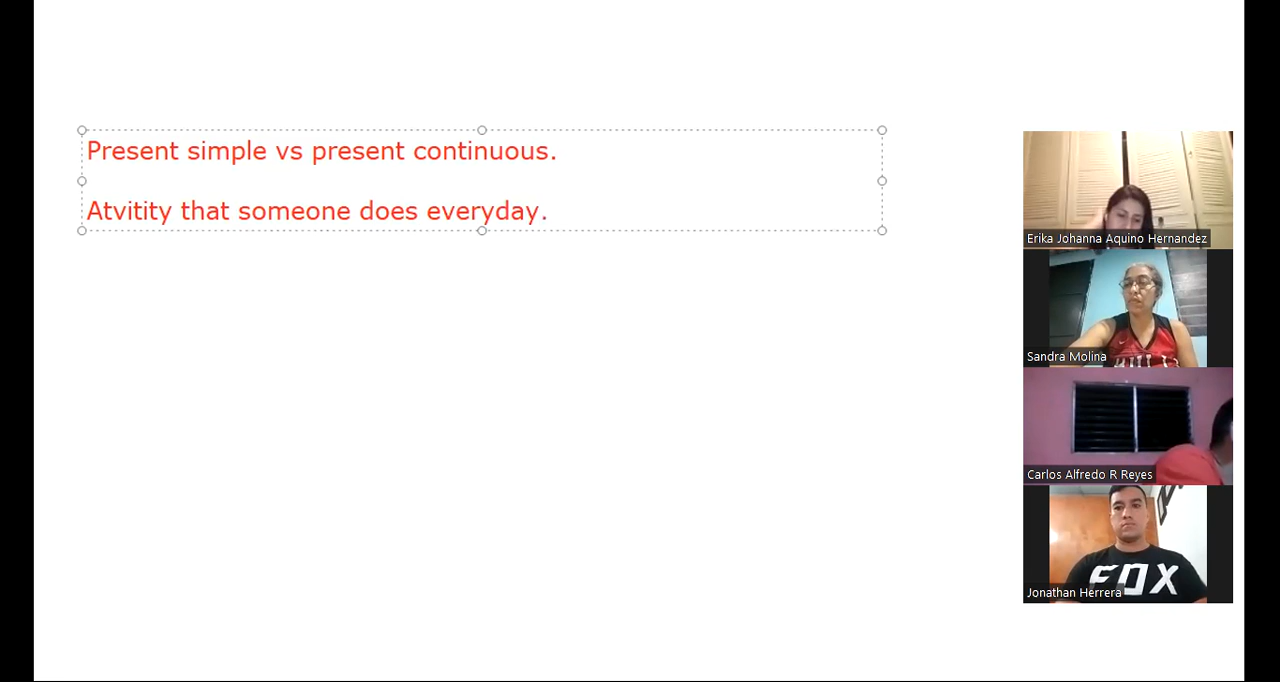 Present simple vs present continuous.
Atvitity that someone does everyday.
Erika Johanna Aquino Hernandez
Sandra Molina
Carlos Alfredo R Reyes
FOX
Jonathan Herrera